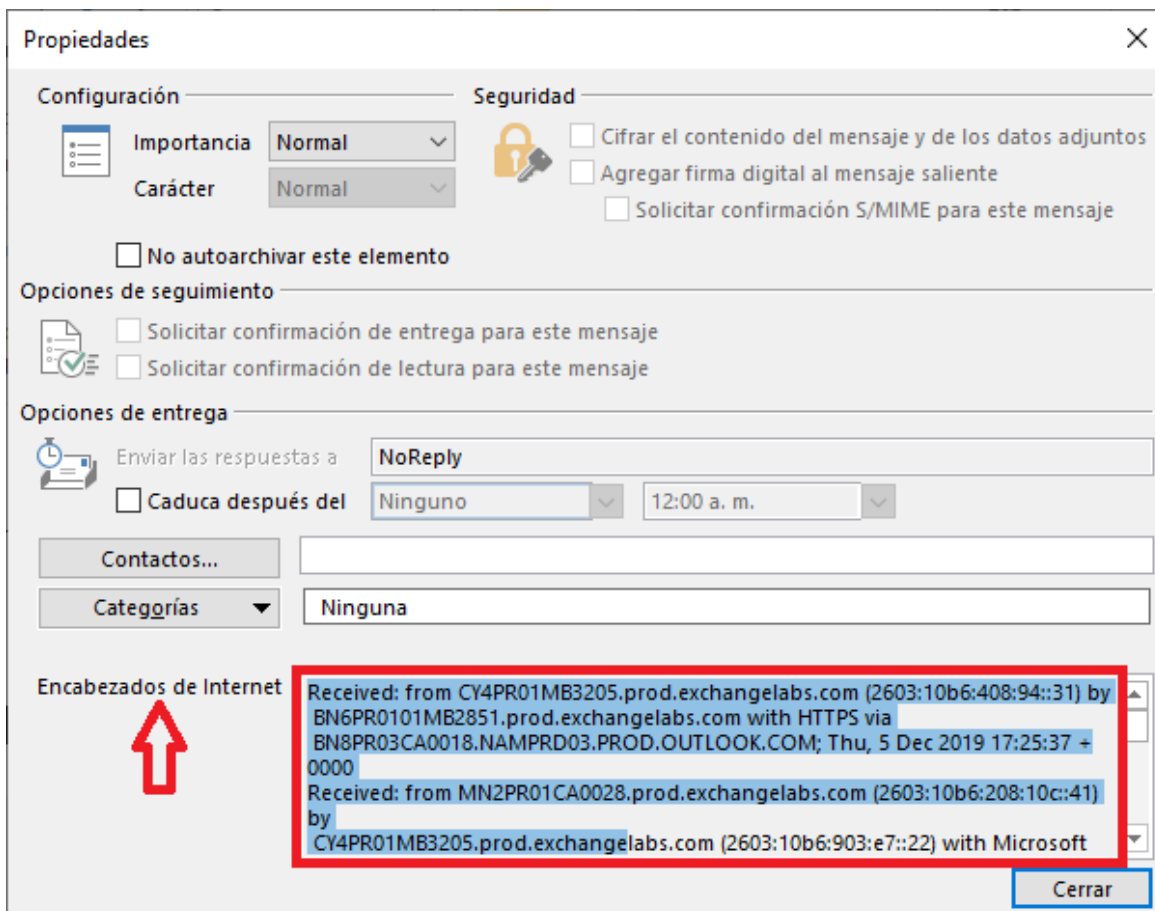 Propiedades
Configuración
Seguridad
Importancia Normal
Carácter Normal
Cifrar el contenido del mensaje y de los datos adjuntos
Agregar firma digital al mensaje saliente
Solicitar confirmación S/MIME para este mensaje
No autoarchivar este elemento
Opciones de seguimiento
Solicitar confirmación de entrega para este mensaje
Solicitar confirmación de lectura para este mensaje
Opciones de entrega
Enviar las respuestas a NoReply
Caduca después del Ninguno 12:00 a. m.
Contactos...
Categorías Ninguna
Encabezados de Internet
Received: from CY4PR01MB3205.prod.exchangelabs.com (2603:10b6:408:94::31) by
BN6PR0101MB2851.prod.exchangelabs.com with HTTPS via
BN8PR03CA0018.NAMPRD03.PROD.OUTLOOK.COM; Thu, 5 Dec 2019 17:25:37 +
0000
Received: from MN2PR01CA0028.prod.exchangelabs.com (2603:10b6:208:10c::41)
by
CY4PR01MB3205.prod.exchangelabs.com (2603:10b6:903:e7::22) with Microsoft
Cerrar